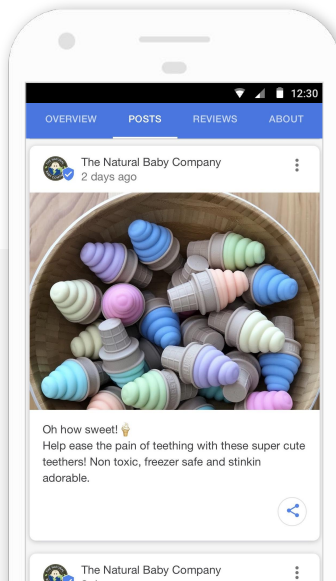 12:30
OVERVIEW POSTS REVIEWS ABOUT
The Natural Baby Company
2 days ago
Oh how sweet!🍦
Help ease the pain of teething with these super cute
teethers! Non toxic, freezer safe and stinkin
adorable.
The Natural Baby Company